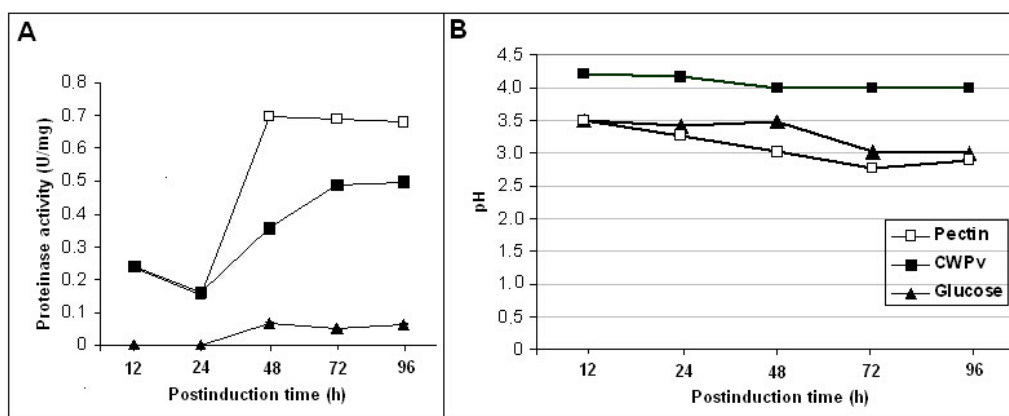 A
0.8
0.7
0.6
0.5
0.4
0.3
0.2
0.1
0
Proteinase activity (U/mg)
12 24 48 72 96
Postinduction time (h)
B
4.5
4.0
3.5
3.0
2.5
2.0
1.5
1.0
0.5
0
pH
12 24 48 72 96
Postinduction time (h)
Pectin
CWPv
Glucose